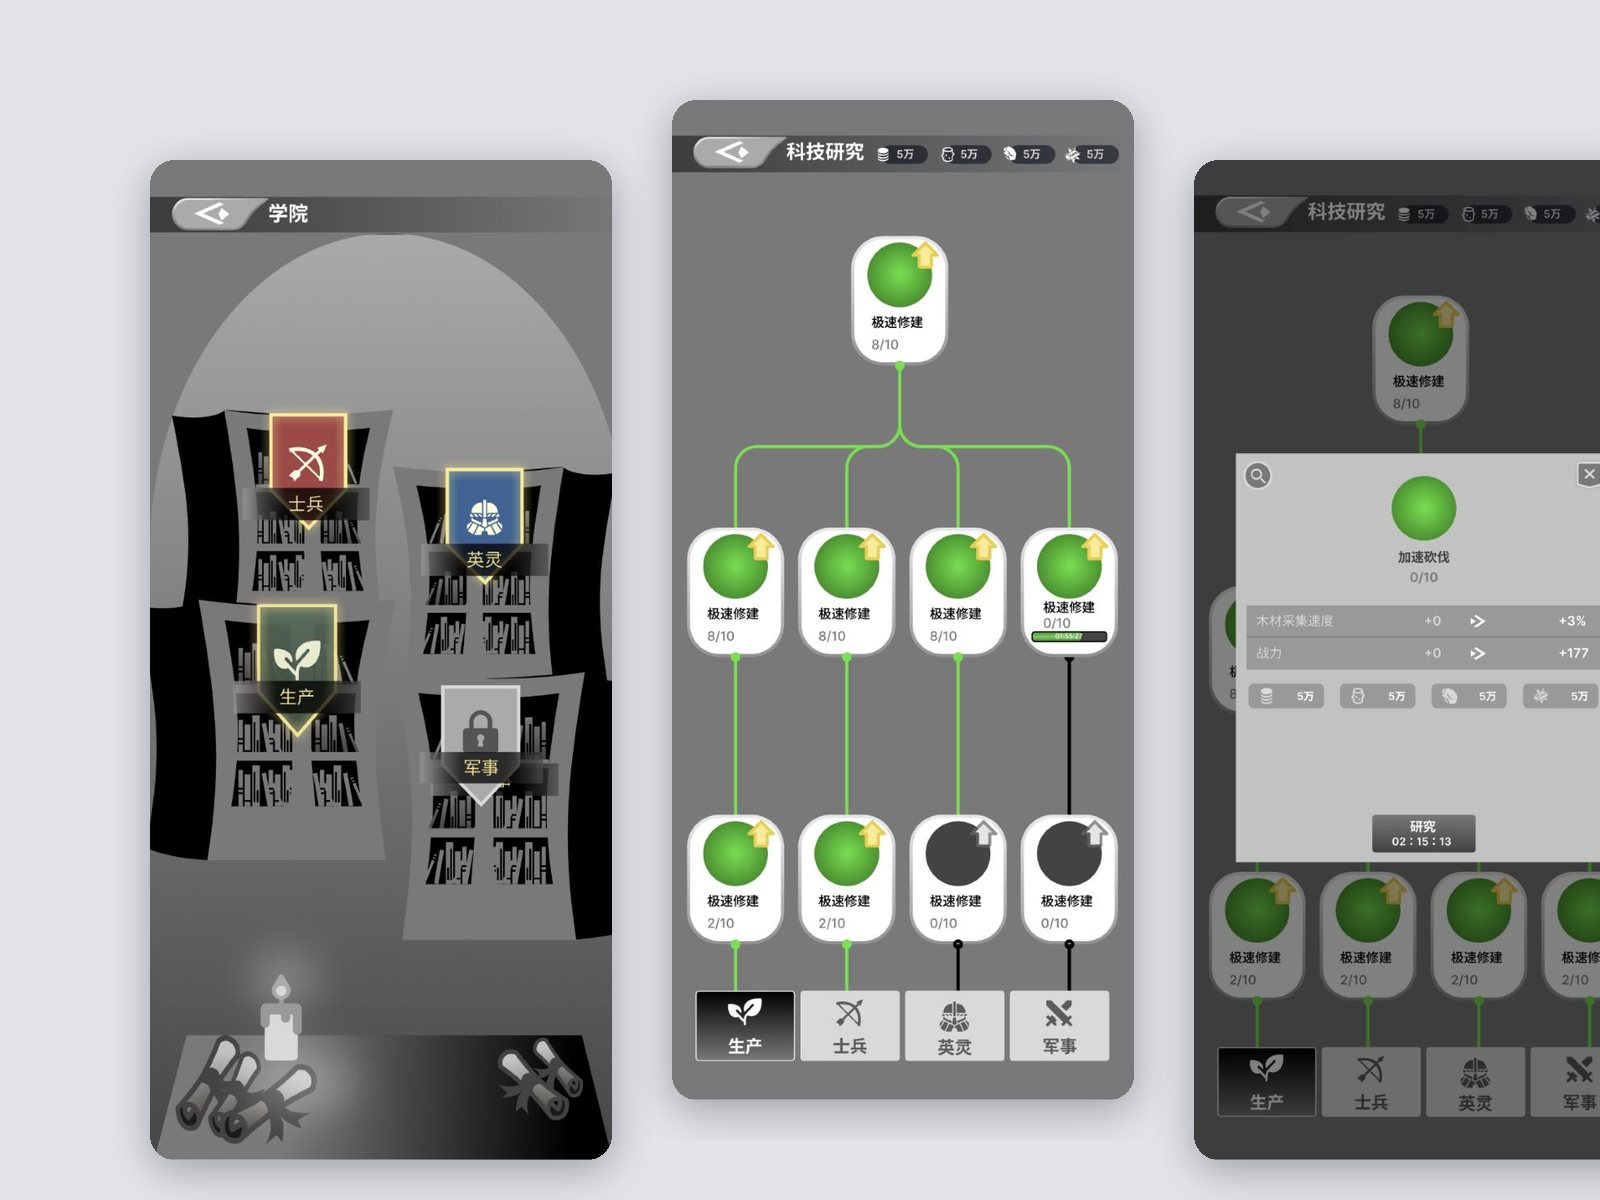 学院
士兵
英灵
生产
军事
科技研究 5万 5万 5万 5万
极速修建
8/10
极速修建 极速修建 极速修建 极速修建
8/10 8/10 8/10 0/10
01:55:27
极速修建 极速修建 极速修建 极速修建
2/10 2/10 0/10 0/10
生产 士兵 英灵 军事
科技研究 5万 5万 5万
极速修建
8/10
加速砍伐
0/10
木材采集速度 +0 +3%
战力 +0 +177
5万 5万 5万 5万
研究
02：15：13
极速修建 极速修建 极速修建 极速修
2/10 2/10 2/10 2/10
生产 士兵 英灵 军事